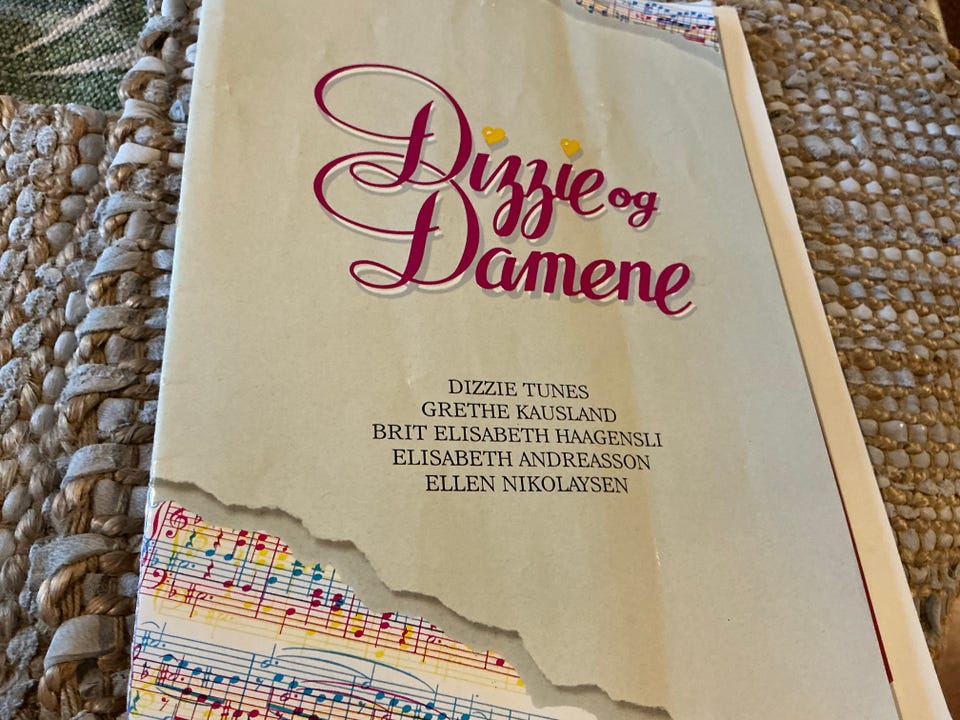 Dizzie og
Damene
DIZZIE TUNES
GRETHE KAUSLAND
BRIT ELISABETH HAAGENSLI
ELISABETH ANDREASSON
ELLEN NIKOLAYSEN